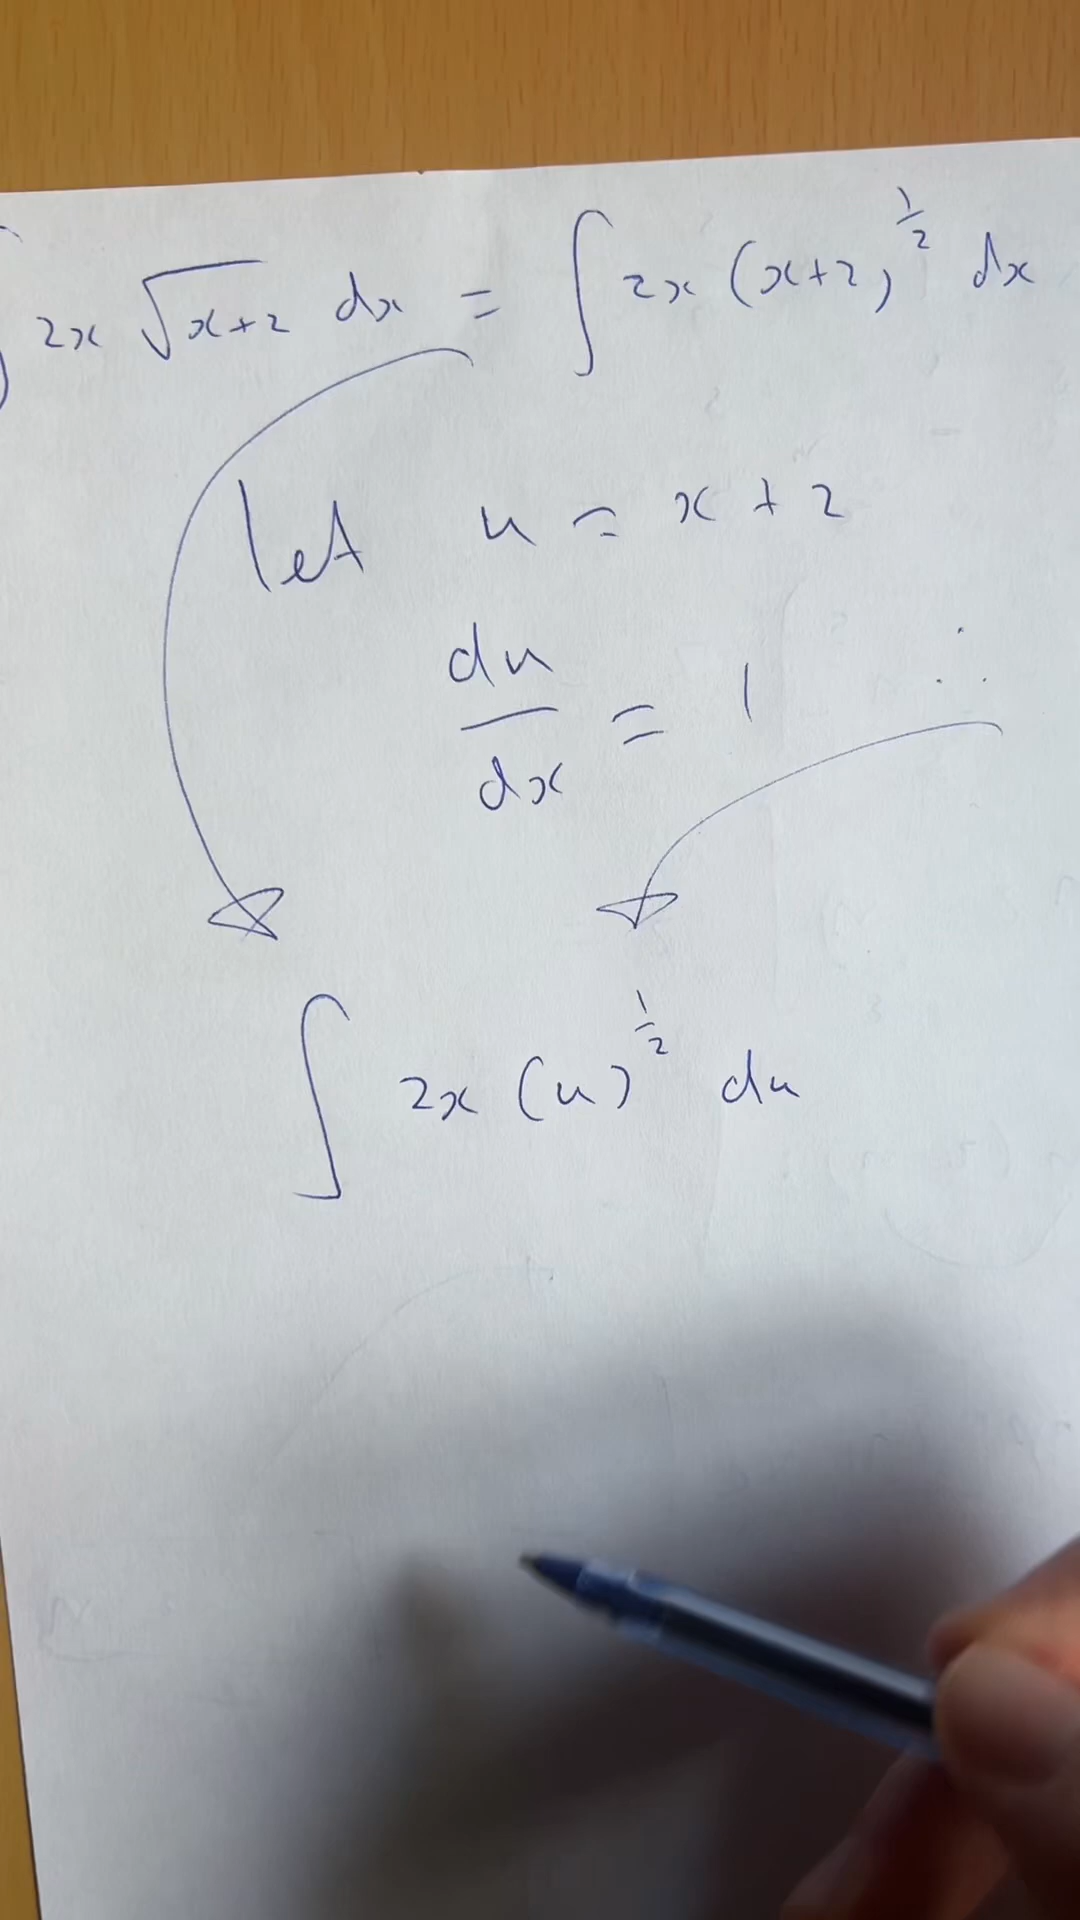 ∫ 2x √(x+2) dx = ∫ 2x (x+2)^½ dx
let u = x + 2
du/dx = 1 ∴
∫ 2x (u)^½ du